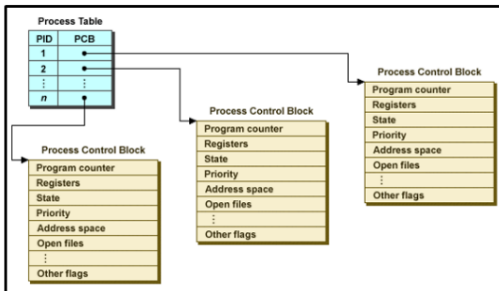 Process Table
PID PCB
1
2
⋮ ⋮
n
Process Control Block
Program counter
Registers
State
Priority
Address space
Open files
⋮
Other flags
Process Control Block
Program counter
Registers
State
Priority
Address space
Open files
⋮
Other flags
Process Control Block
Program counter
Registers
State
Priority
Address space
Open files
⋮
Other flags